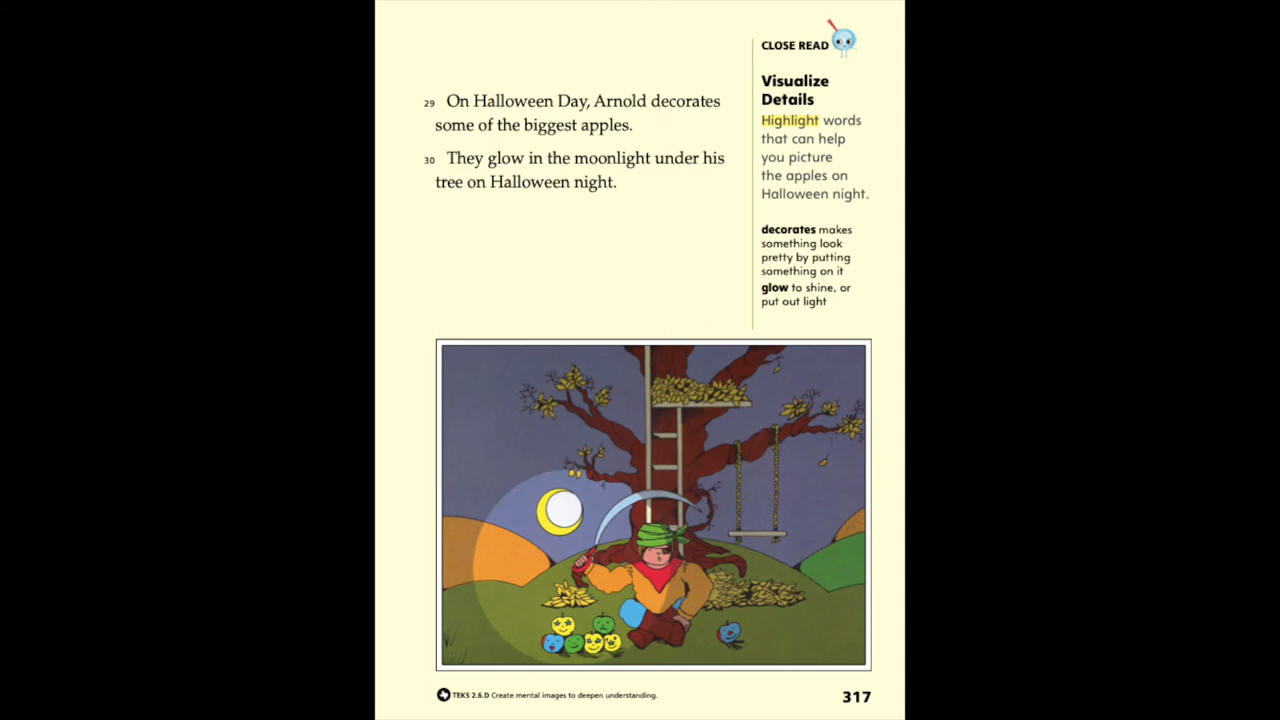 CLOSE READ
29 On Halloween Day, Arnold decorates
some of the biggest apples.
30 They glow in the moonlight under his
tree on Halloween night.
Visualize
Details
Highlight words
that can help
you picture
the apples on
Halloween night.
decorates makes
something look
pretty by putting
something on it
glow to shine, or
put out light
TEKS 2.6.D Create mental images to deepen understanding.
317